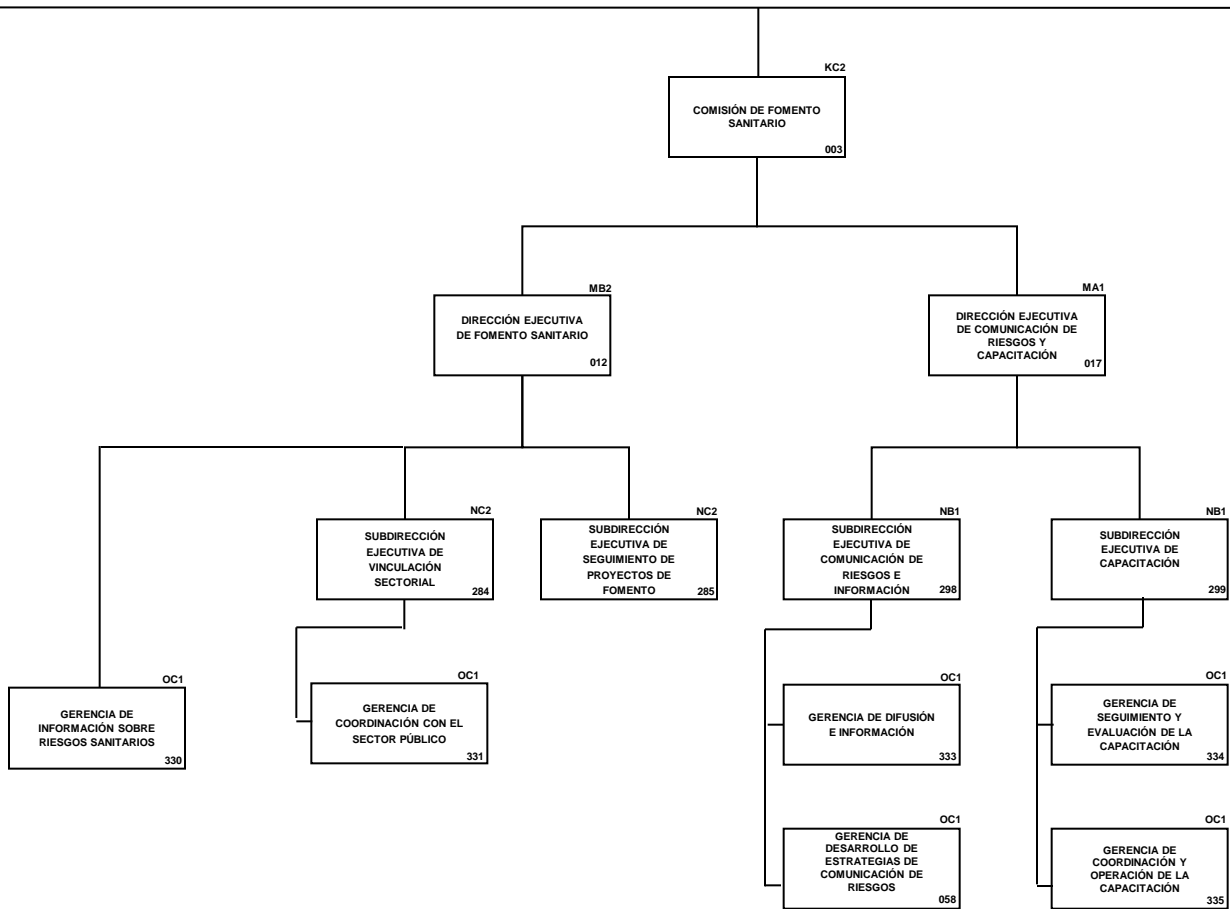 KC2
COMISIÓN DE FOMENTO
SANITARIO
003
MB2
DIRECCIÓN EJECUTIVA
DE FOMENTO SANITARIO
012
MA1
DIRECCIÓN EJECUTIVA
DE COMUNICACIÓN DE
RIESGOS Y
CAPACITACIÓN
017
NC2
SUBDIRECCIÓN
EJECUTIVA DE
VINCULACIÓN
SECTORIAL
284
NC2
SUBDIRECCIÓN
EJECUTIVA DE
SEGUIMIENTO DE
PROYECTOS DE
FOMENTO
285
NB1
SUBDIRECCIÓN
EJECUTIVA DE
COMUNICACIÓN DE
RIESGOS E
INFORMACIÓN
298
NB1
SUBDIRECCIÓN
EJECUTIVA DE
CAPACITACIÓN
299
OC1
GERENCIA DE
INFORMACIÓN SOBRE
RIESGOS SANITARIOS
330
OC1
GERENCIA DE
COORDINACIÓN CON EL
SECTOR PÚBLICO
331
OC1
GERENCIA DE DIFUSIÓN
E INFORMACIÓN
333
OC1
GERENCIA DE
SEGUIMIENTO Y
EVALUACIÓN DE LA
CAPACITACIÓN
334
OC1
GERENCIA DE
DESARROLLO DE
ESTRATEGIAS DE
COMUNICACIÓN DE
RIESGOS
058
OC1
GERENCIA DE
COORDINACIÓN Y
OPERACIÓN DE LA
CAPACITACIÓN
335